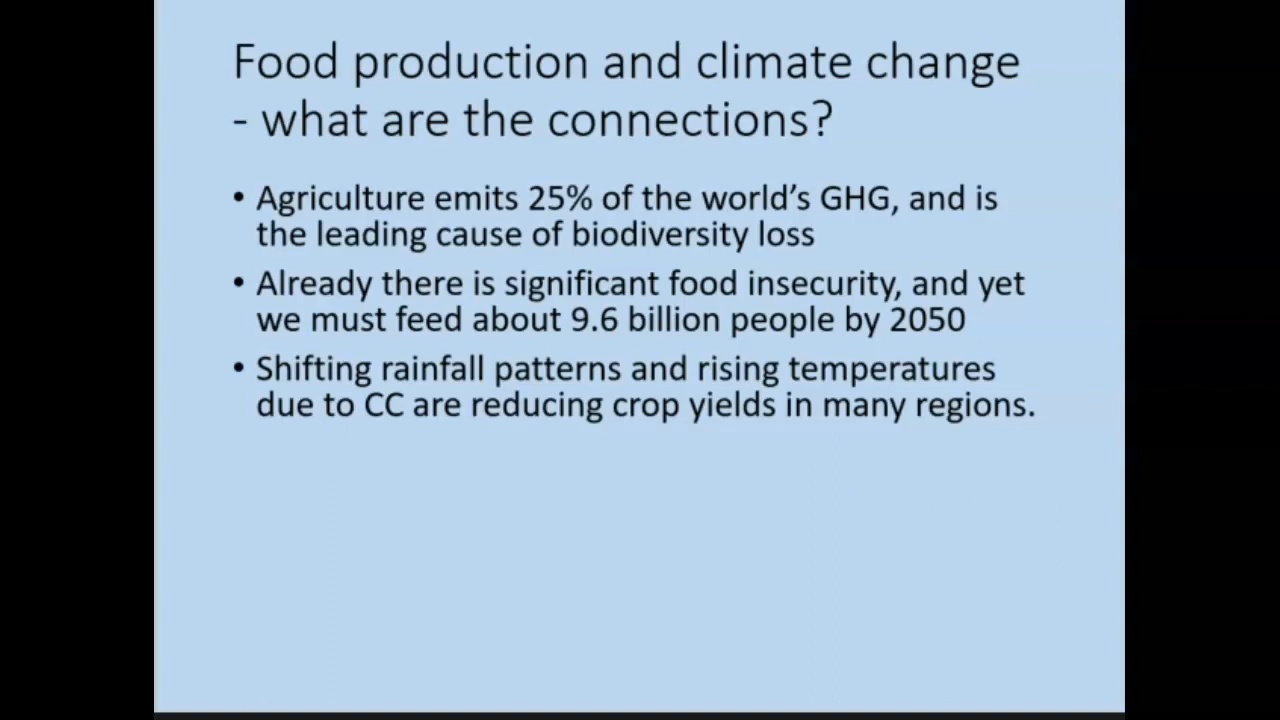 Food production and climate change
- what are the connections?
• Agriculture emits 25% of the world’s GHG, and is
the leading cause of biodiversity loss
• Already there is significant food insecurity, and yet
we must feed about 9.6 billion people by 2050
• Shifting rainfall patterns and rising temperatures
due to CC are reducing crop yields in many regions.